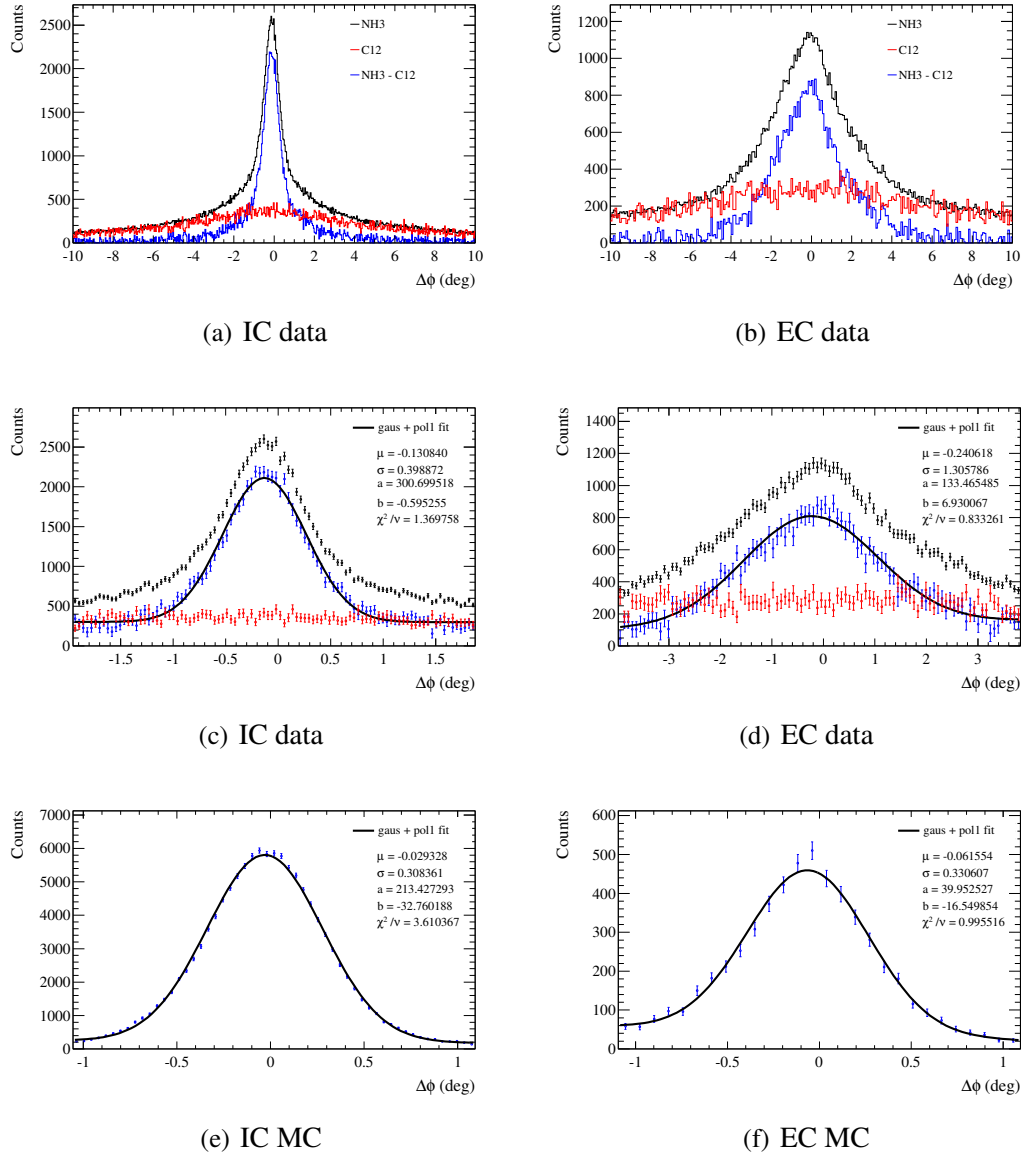 Counts
NH3
C12
NH3 - C12
2500
2000
1500
1000
500
0
-10 -8 -6 -4 -2 0 2 4 6 8 10
Δϕ (deg)
(a) IC data
Counts
NH3
C12
NH3 - C12
1200
1000
800
600
400
200
0
-10 -8 -6 -4 -2 0 2 4 6 8 10
Δϕ (deg)
(b) EC data
Counts
gaus + pol1 fit
μ = -0.130840
σ = 0.398872
a = 300.699518
b = -0.595255
χ²/ν = 1.369758
2500
2000
1500
1000
500
0
-1.5 -1 -0.5 0 0.5 1 1.5
Δϕ (deg)
(c) IC data
Counts
gaus + pol1 fit
μ = -0.240618
σ = 1.305786
a = 133.465485
b = 6.930067
χ²/ν = 0.833261
1400
1200
1000
800
600
400
200
0
-3 -2 -1 0 1 2 3
Δϕ (deg)
(d) EC data
Counts
gaus + pol1 fit
μ = -0.029328
σ = 0.308361
a = 213.427293
b = -32.760188
χ²/ν = 3.610367
7000
6000
5000
4000
3000
2000
1000
0
-1 -0.5 0 0.5 1
Δϕ (deg)
(e) IC MC
Counts
gaus + pol1 fit
μ = -0.061554
σ = 0.330607
a = 39.952527
b = -16.549854
χ²/ν = 0.995516
600
500
400
300
200
100
0
-1 -0.5 0 0.5 1
Δϕ (deg)
(f) EC MC